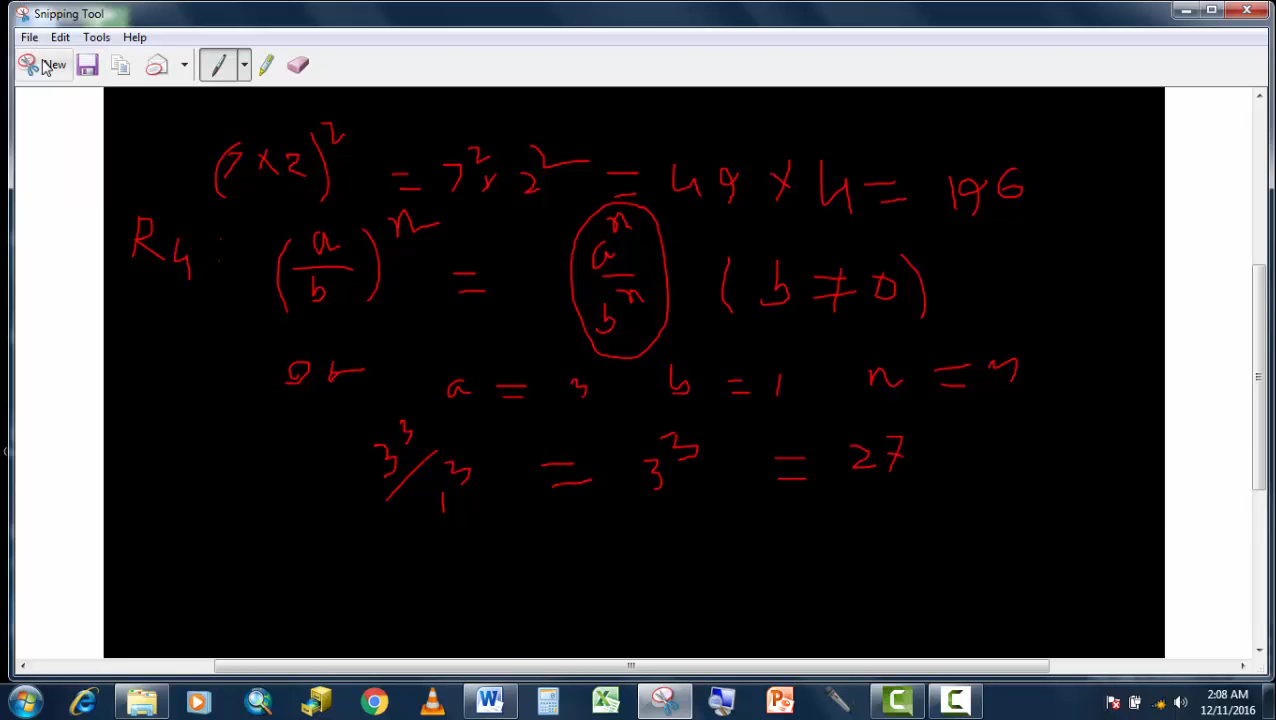 Snipping Tool
File Edit Tools Help
New
(7 × 2)² = 7² × 2² = 49 × 4 = 196
R4 : (a/b)ⁿ = aⁿ/bⁿ (b ≠ 0)
a = 3 b = 1 n = 3
3³/1³ = 3³ = 27
2:08 AM
12/11/2016